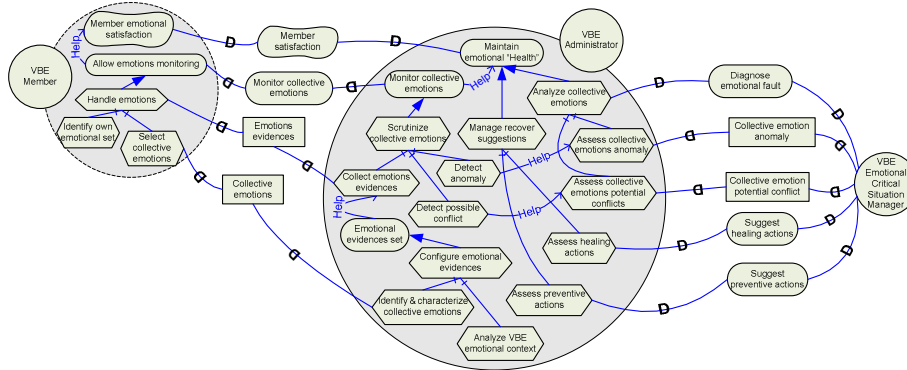 VBE
Member
Member emotional
satisfaction
Help
Allow emotions monitoring
Handle emotions
Identify own
emotional set
Select
collective
emotions
D
Member
satisfaction
D
D
Monitor collective
emotions
D
D
Emotions
evidences
D
D
Collective
emotions
D
VBE
Administrator
Maintain
emotional "Health"
Help
Monitor collective
emotions
Analyze collective
emotions
Scrutinize
collective emotions
Manage recover
suggestions
Assess collective
emotions anomaly
Help
Detect
anomaly
Collect emotions
evidences
Assess collective
emotions potential
conflicts
Help
Detect possible
conflict
Help
Emotional
evidences set
Assess healing
actions
Configure emotional
evidences
Identify & characterize
collective emotions
Assess preventive
actions
Analyze VBE
emotional context
D
Diagnose
emotional fault
D
D
Collective emotion
anomaly
D
D
Collective emotion
potential conflict
D
D
Suggest
healing actions
D
D
Suggest
preventive actions
D
VBE
Emotional
Critical
Situation
Manager